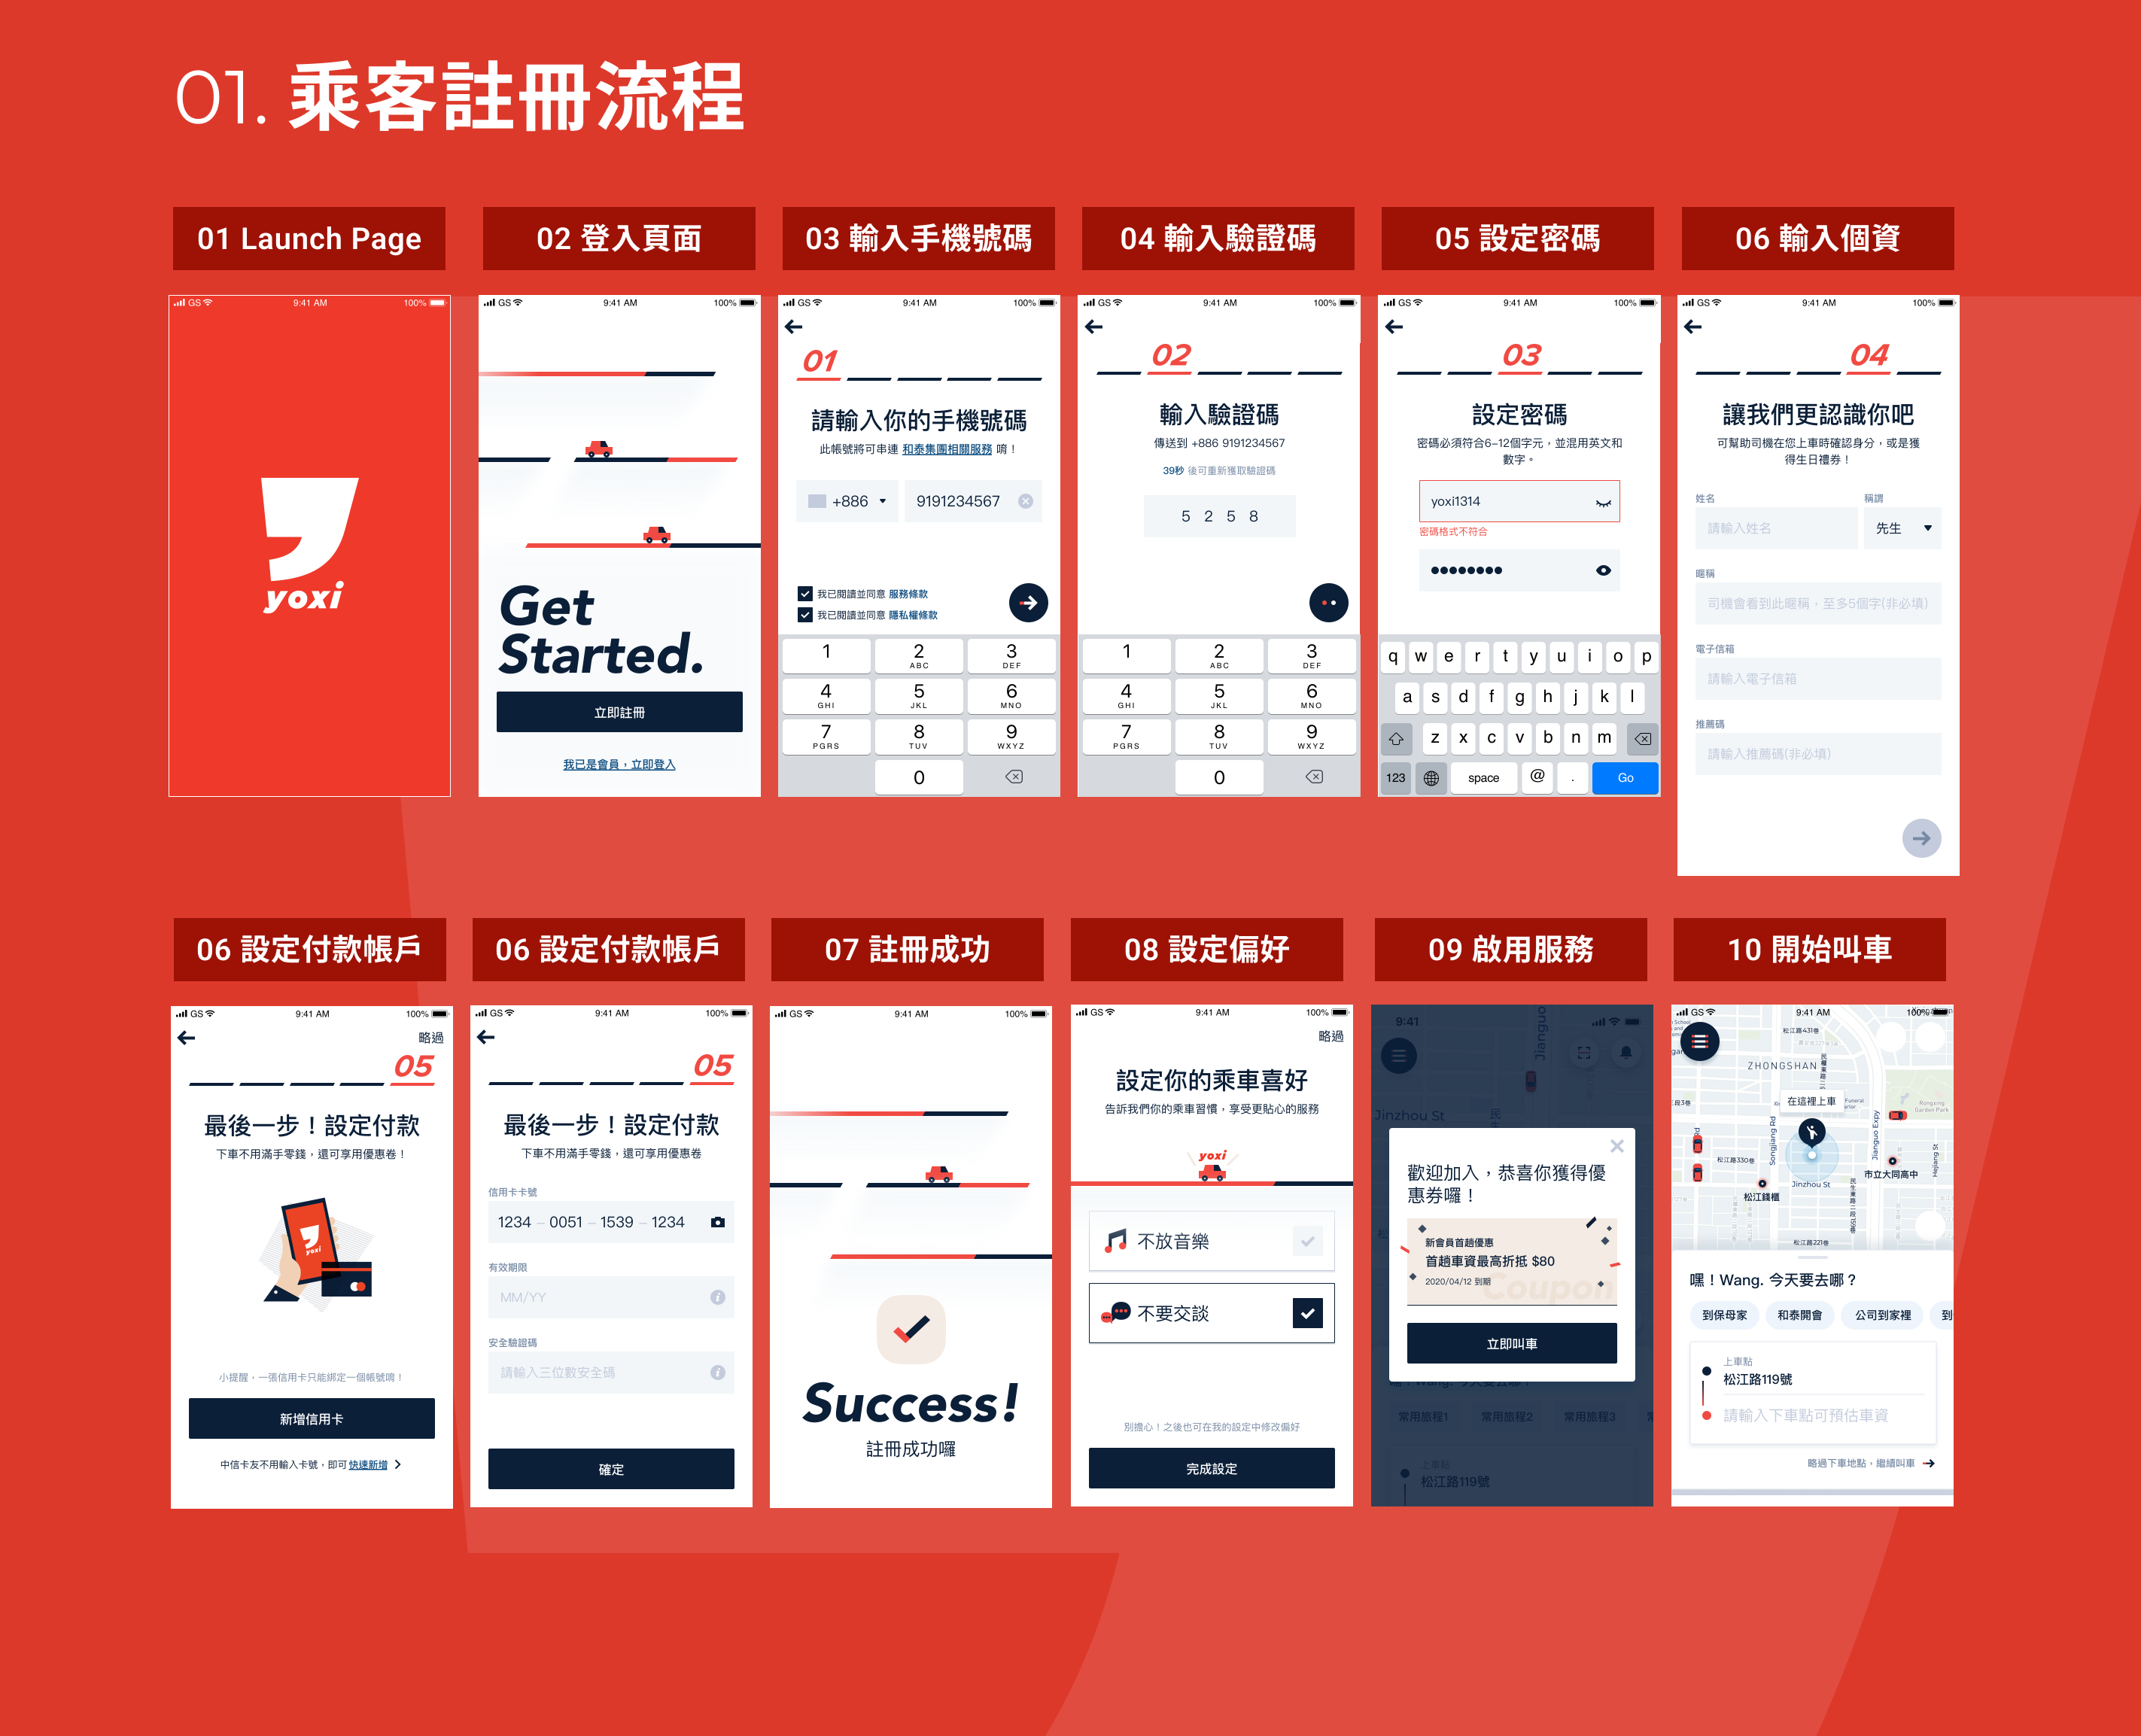 01. 乘客註冊流程
01 Launch Page
02 登入頁面
03 輸入手機號碼
04 輸入驗證碼
05 設定密碼
06 輸入個資
GS 9:41 AM 100%
yoxi
GS 9:41 AM 100%
Get
Started.
立即註冊
我已是會員，立即登入
GS 9:41 AM 100%
01
請輸入你的手機號碼
此帳號將可串連 和泰集團相關服務 唷！
+886 9191234567
我已閱讀並同意 服務條款
我已閱讀並同意 隱私權條款
1 2 3
ABC DEF
4 5 6
GHI JKL MNO
7 8 9
PGRS TUV WXYZ
0
GS 9:41 AM 100%
02
輸入驗證碼
傳送到 +886 9191234567
39秒 後可重新獲取驗證碼
5 2 5 8
1 2 3
ABC DEF
4 5 6
GHI JKL MNO
7 8 9
PGRS TUV WXYZ
0
GS 9:41 AM 100%
03
設定密碼
密碼必須符合6-12個字元，並混用英文和
數字。
yoxi1314
密碼格式不符合
q w e r t y u i o p
a s d f g h j k l
z x c v b n m
123 space @ . Go
GS 9:41 AM 100%
04
讓我們更認識你吧
可幫助司機在您上車時確認身分，或是獲
得生日禮券！
姓名 稱謂
請輸入姓名 先生
暱稱
司機會看到此暱稱，至多5個字(非必填)
電子信箱
請輸入電子信箱
推薦碼
請輸入推薦碼(非必填)
06 設定付款帳戶
06 設定付款帳戶
07 註冊成功
08 設定偏好
09 啟用服務
10 開始叫車
GS 9:41 AM 100%
略過
05
最後一步！設定付款
下車不用滿手零錢，還可享用優惠卷！
yoxi
小提醒，一張信用卡只能綁定一個帳號唷！
新增信用卡
中信卡友不用輸入卡號，即可 快速新增
GS 9:41 AM 100%
05
最後一步！設定付款
下車不用滿手零錢，還可享用優惠卷
信用卡卡號
1234 – 0051 – 1539 – 1234
有效期限
MM/YY
安全驗證碼
請輸入三位數安全碼
確定
GS 9:41 AM 100%
Success!
註冊成功囉
GS 9:41 AM 100%
略過
設定你的乘車喜好
告訴我們你的乘車習慣，享受更貼心的服務
yoxi
不放音樂
不要交談
別擔心！之後也可在我的設定中修改偏好
完成設定
9:41
Jianguo
Jinzhou St
歡迎加入，恭喜你獲得優
惠券囉！
新會員首趟優惠
首趟車資最高折抵 $80
2020/04/12 到期
Coupon
立即叫車
常用旅程1 常用旅程2 常用旅程3
上車點
松江路119號
GS 9:41 AM 100%
松江路431巷
ZHONGSHAN
民權東路二段
在這裡上車
Funeral
Rongxing
Garden Park
Songjiang Rd
Jianguo Expy
Hejiang St
松江路330巷
市立大同高中
Jinzhou St
松江錢櫃
松江路221巷
嘿！Wang. 今天要去哪？
到保母家 和泰開會 公司到家裡 到
上車點
松江路119號
請輸入下車點可預估車資
略過下車地點，繼續叫車